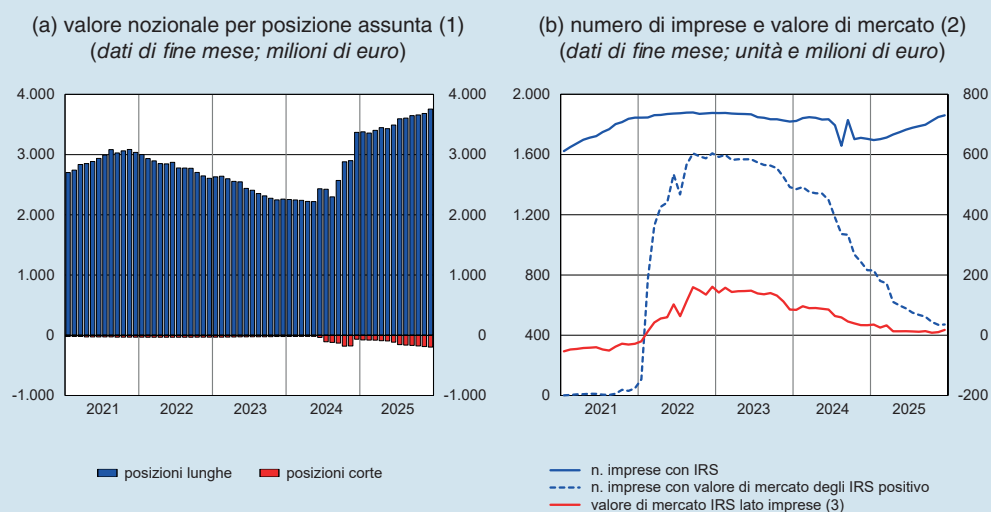 (a) valore nozionale per posizione assunta (1)
(dati di fine mese; milioni di euro)
4.000
3.000
2.000
1.000
0
-1.000
4.000
3.000
2.000
1.000
0
-1.000
2021 2022 2023 2024 2025
posizioni lunghe posizioni corte
(b) numero di imprese e valore di mercato (2)
(dati di fine mese; unità e milioni di euro)
2.000
1.600
1.200
800
400
0
800
600
400
200
0
-200
2021 2022 2023 2024 2025
n. imprese con IRS
n. imprese con valore di mercato degli IRS positivo
valore di mercato IRS lato imprese (3)